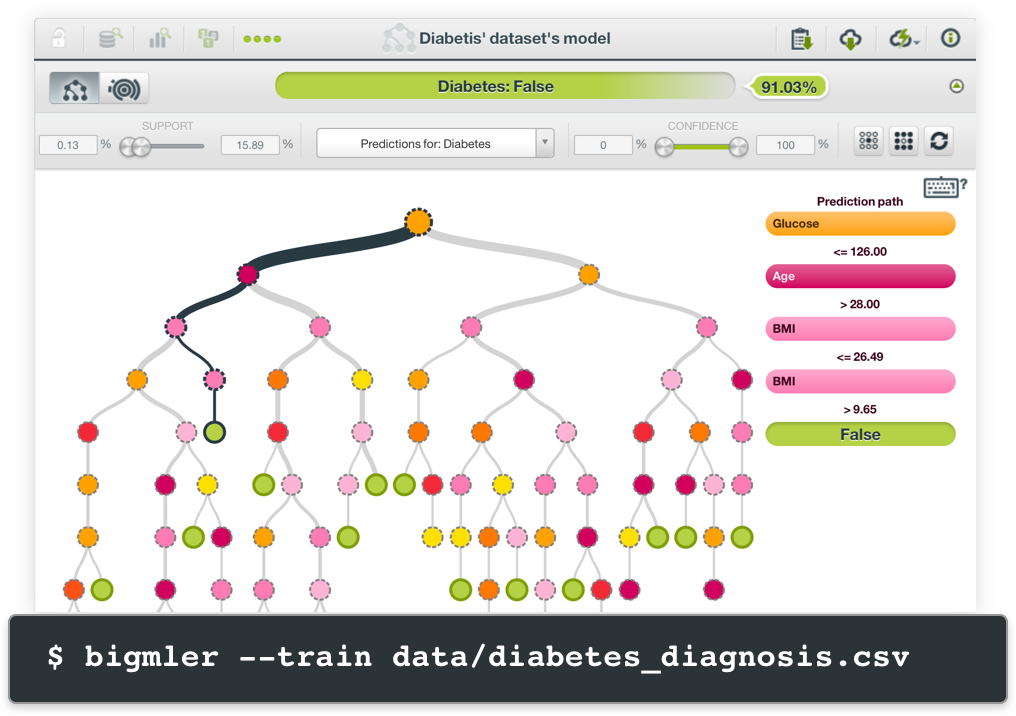 Diabetis' dataset's model
Diabetes: False
91.03%
SUPPORT
0.13 %
15.89 %
Predictions for: Diabetes
CONFIDENCE
0 %
100 %
?
Prediction path
Glucose
<= 126.00
Age
> 28.00
BMI
<= 26.49
BMI
> 9.65
False
$ bigmler --train data/diabetes_diagnosis.csv